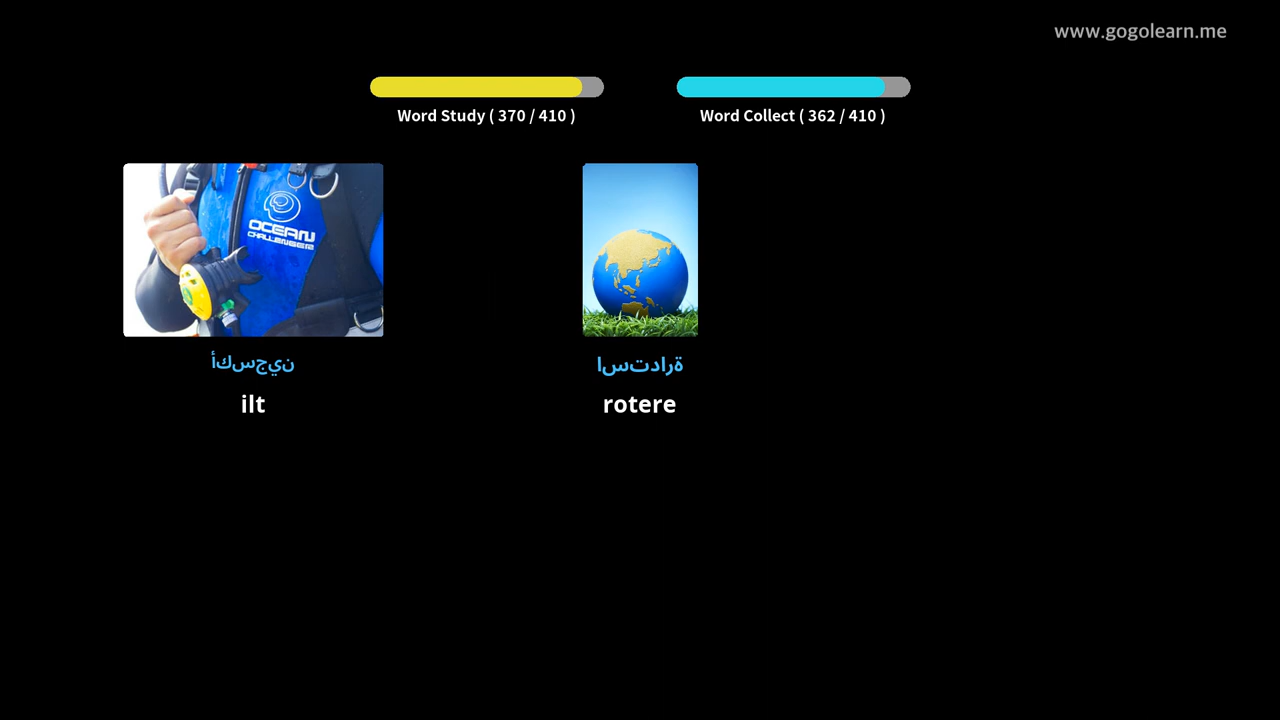 www.gogolearn.me
Word Study ( 370 / 410 )
Word Collect ( 362 / 410 )
OCEAN
CHALLENGER
أكسجين
ilt
استدارة
rotere